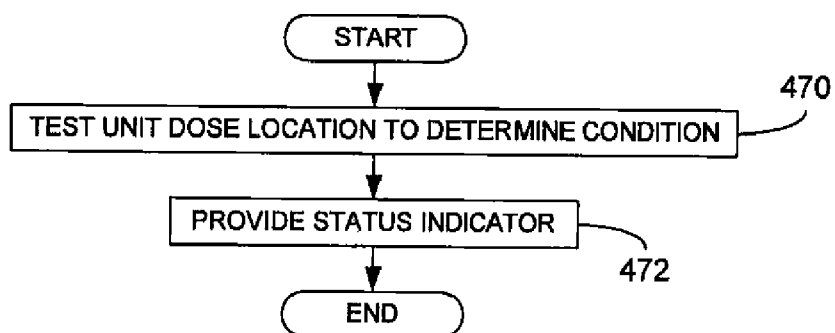 START
470
TEST UNIT DOSE LOCATION TO DETERMINE CONDITION
PROVIDE STATUS INDICATOR
472
END